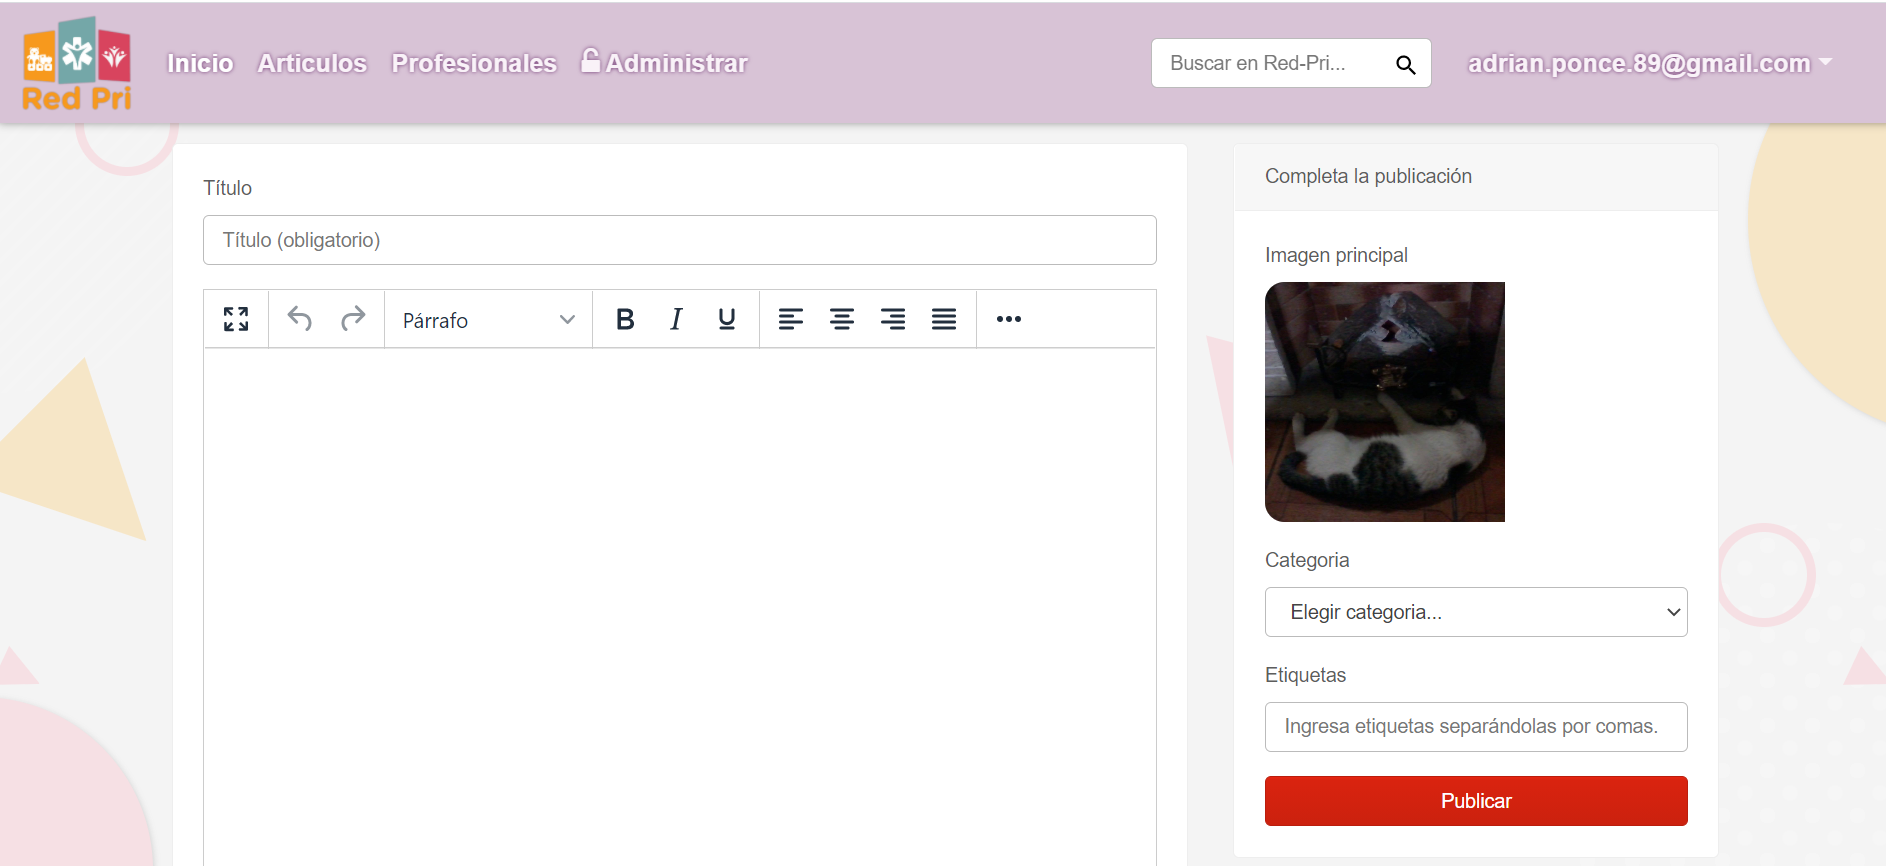 Red Pri
Inicio Articulos Profesionales Administrar
Buscar en Red-Pri...
adrian.ponce.89@gmail.com
Título
Título (obligatorio)
Párrafo B I U
Completa la publicación
Imagen principal
Categoria
Elegir categoria...
Etiquetas
Ingresa etiquetas separándolas por comas.
Publicar